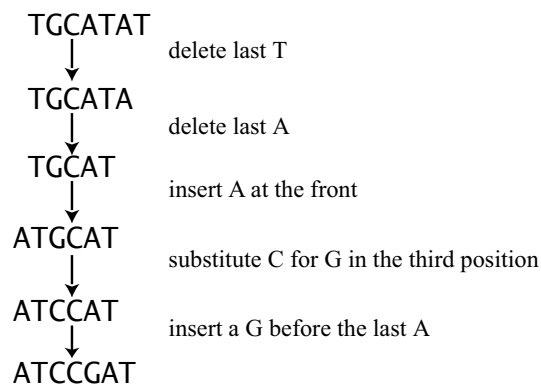 TGCATAT
delete last T
TGCATA
delete last A
TGCAT
insert A at the front
ATGCAT
substitute C for G in the third position
ATCCAT
insert a G before the last A
ATCCGAT